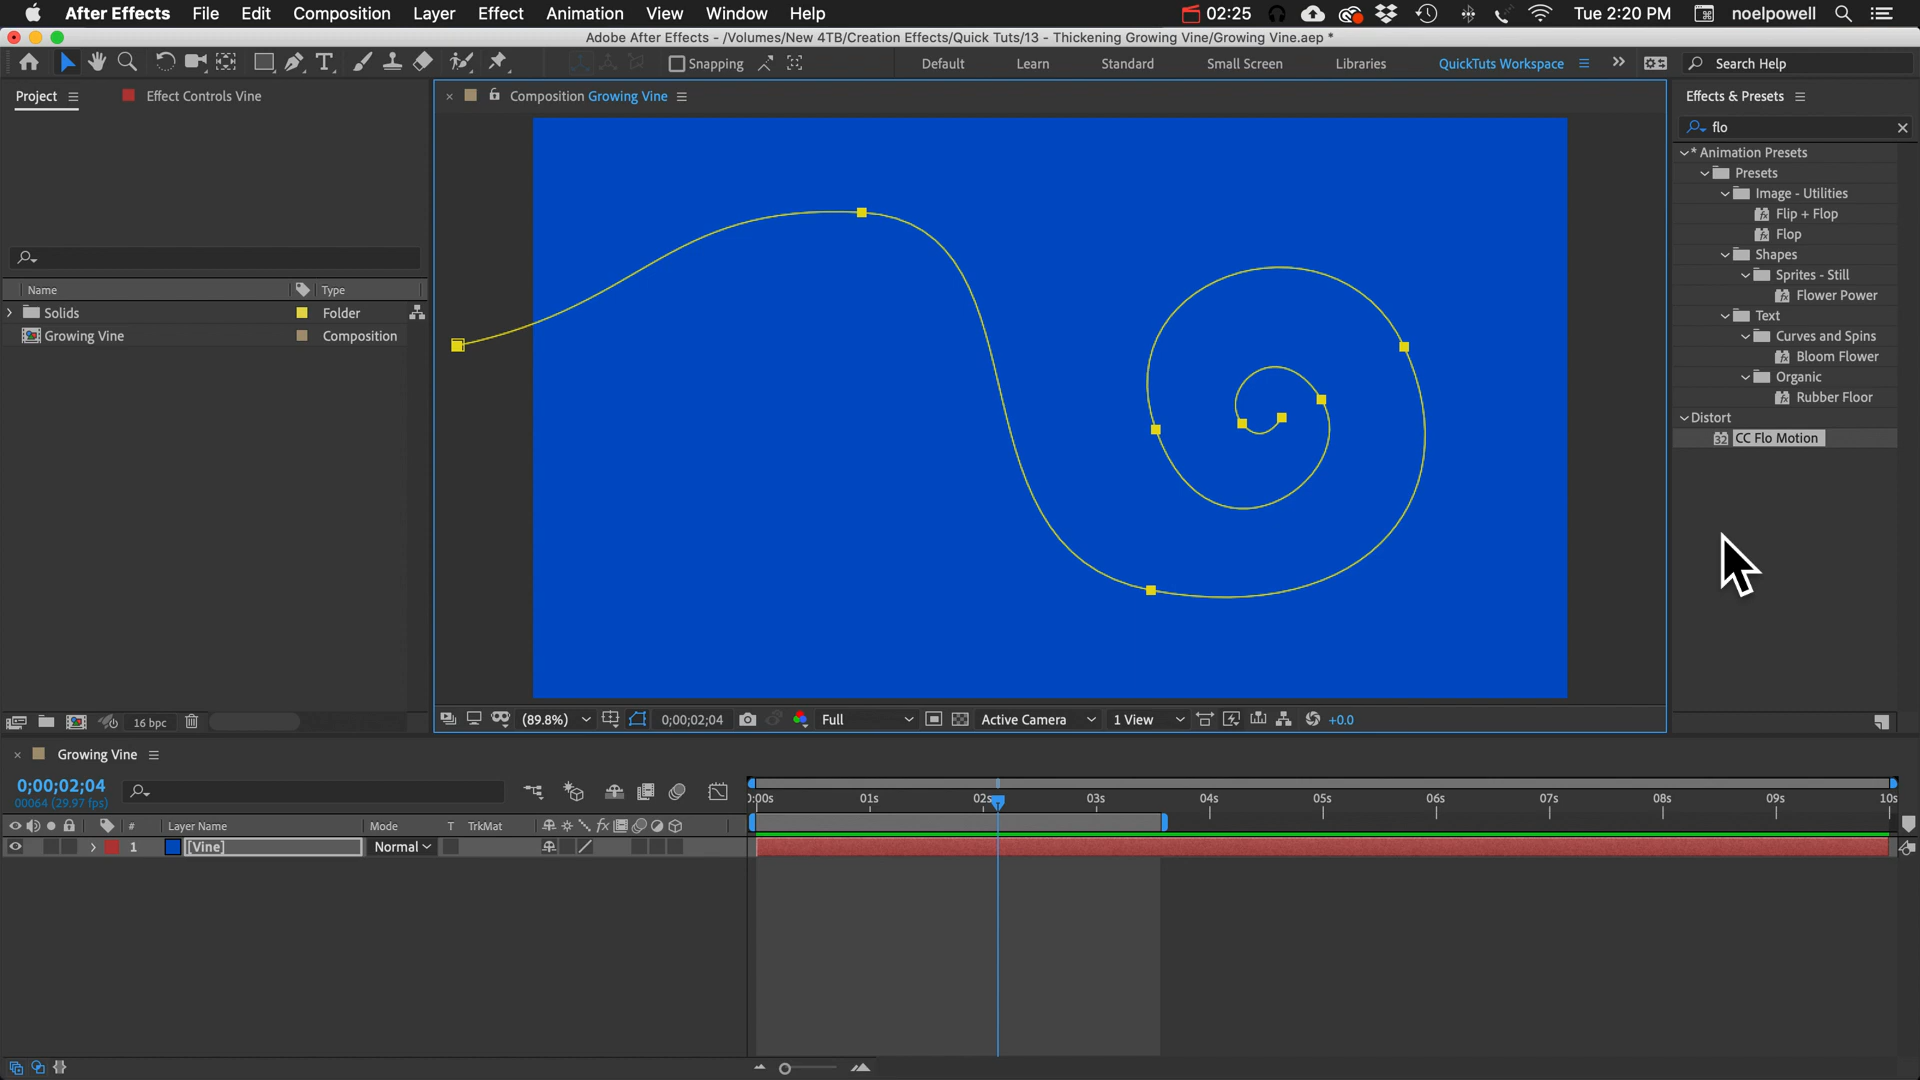 After Effects File Edit Composition Layer Effect Animation View Window Help 02:25 Tue 2:20 PM noelpowell
Adobe After Effects - /Volumes/New 4TB/Creation Effects/Quick Tuts/13 - Thickening Growing Vine/Growing Vine.aep *
Snapping Default Learn Standard Small Screen Libraries QuickTuts Workspace Search Help
Project Effect Controls Vine Composition Growing Vine Effects & Presets
flo
* Animation Presets
Presets
Image - Utilities
Flip + Flop
Flop
Shapes
Sprites - Still
Flower Power
Text
Curves and Spins
Bloom Flower
Organic
Rubber Floor
Distort
32 CC Flo Motion
Name Type
Solids Folder
Growing Vine Composition
16 bpc (89.8%) 0;00;02;04 Full Active Camera 1 View +0.0
Growing Vine
0;00;02;04
00064 (29.97 fps)
0:00s 01s 02s 03s 04s 05s 06s 07s 08s 09s 10s
# Layer Name Mode T TrkMat fx
1 [Vine] Normal